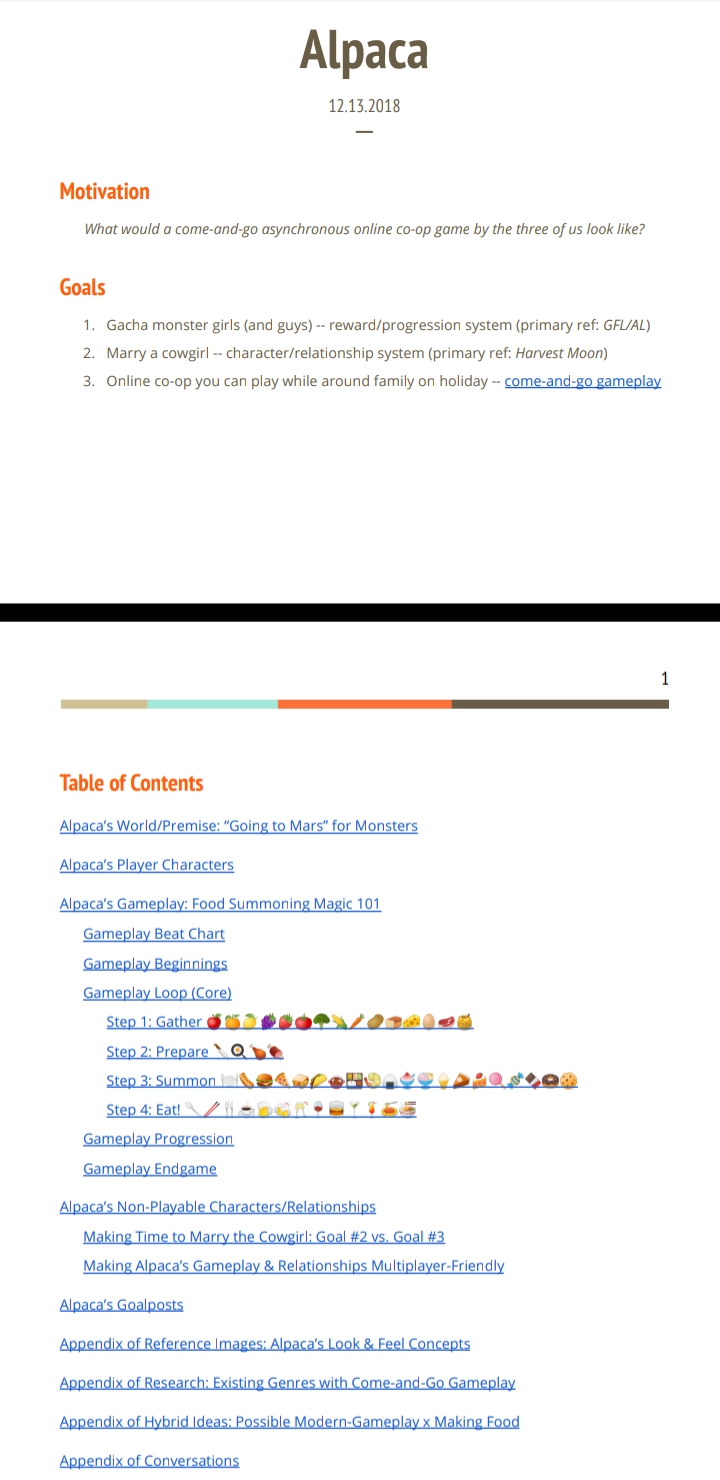 Alpaca
12.13.2018
—
Motivation
What would a come-and-go asynchronous online co-op game by the three of us look like?
Goals
1. Gacha monster girls (and guys) -- reward/progression system (primary ref: GFL/AL)
2. Marry a cowgirl -- character/relationship system (primary ref: Harvest Moon)
3. Online co-op you can play while around family on holiday -- come-and-go gameplay
1
Table of Contents
Alpaca's World/Premise: "Going to Mars" for Monsters
Alpaca's Player Characters
Alpaca's Gameplay: Food Summoning Magic 101
Gameplay Beat Chart
Gameplay Beginnings
Gameplay Loop (Core)
Step 1: Gather 🍎🍊🍋🍇🍓🍅🥦🌽🥕🥔🍞🧀🥚🥩🍯
Step 2: Prepare 🔪🍳🍗🍖
Step 3: Summon 🍽️🌭🍔🍕🥪🌮🍲🍱🥗🍙🍧🍨🍦🥧🍰🍭🍬🍫🍩🍪
Step 4: Eat! 🥄🥢🍴☕🍺🍻🥂🍷🥃🍸🍹🍝🍜
Gameplay Progression
Gameplay Endgame
Alpaca's Non-Playable Characters/Relationships
Making Time to Marry the Cowgirl: Goal #2 vs. Goal #3
Making Alpaca's Gameplay & Relationships Multiplayer-Friendly
Alpaca's Goalposts
Appendix of Reference Images: Alpaca's Look & Feel Concepts
Appendix of Research: Existing Genres with Come-and-Go Gameplay
Appendix of Hybrid Ideas: Possible Modern-Gameplay x Making Food
Appendix of Conversations